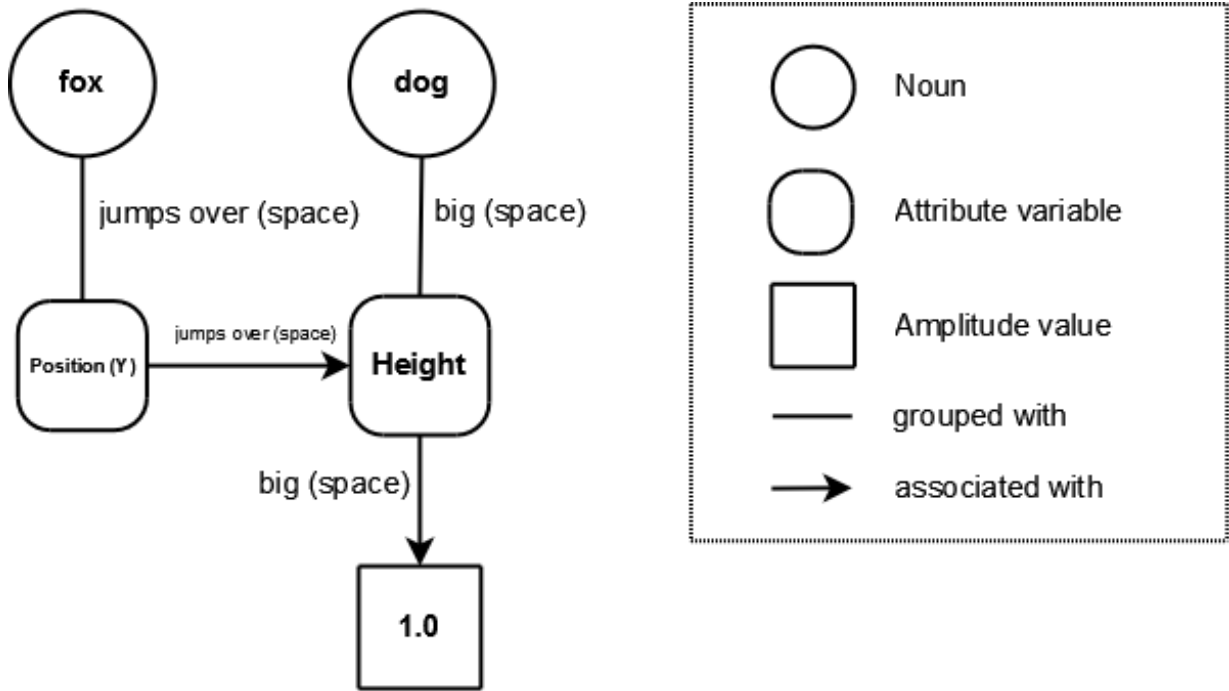 fox
dog
jumps over (space)
big (space)
Position (Y)
jumps over (space)
Height
big (space)
1.0
Noun
Attribute variable
Amplitude value
grouped with
associated with